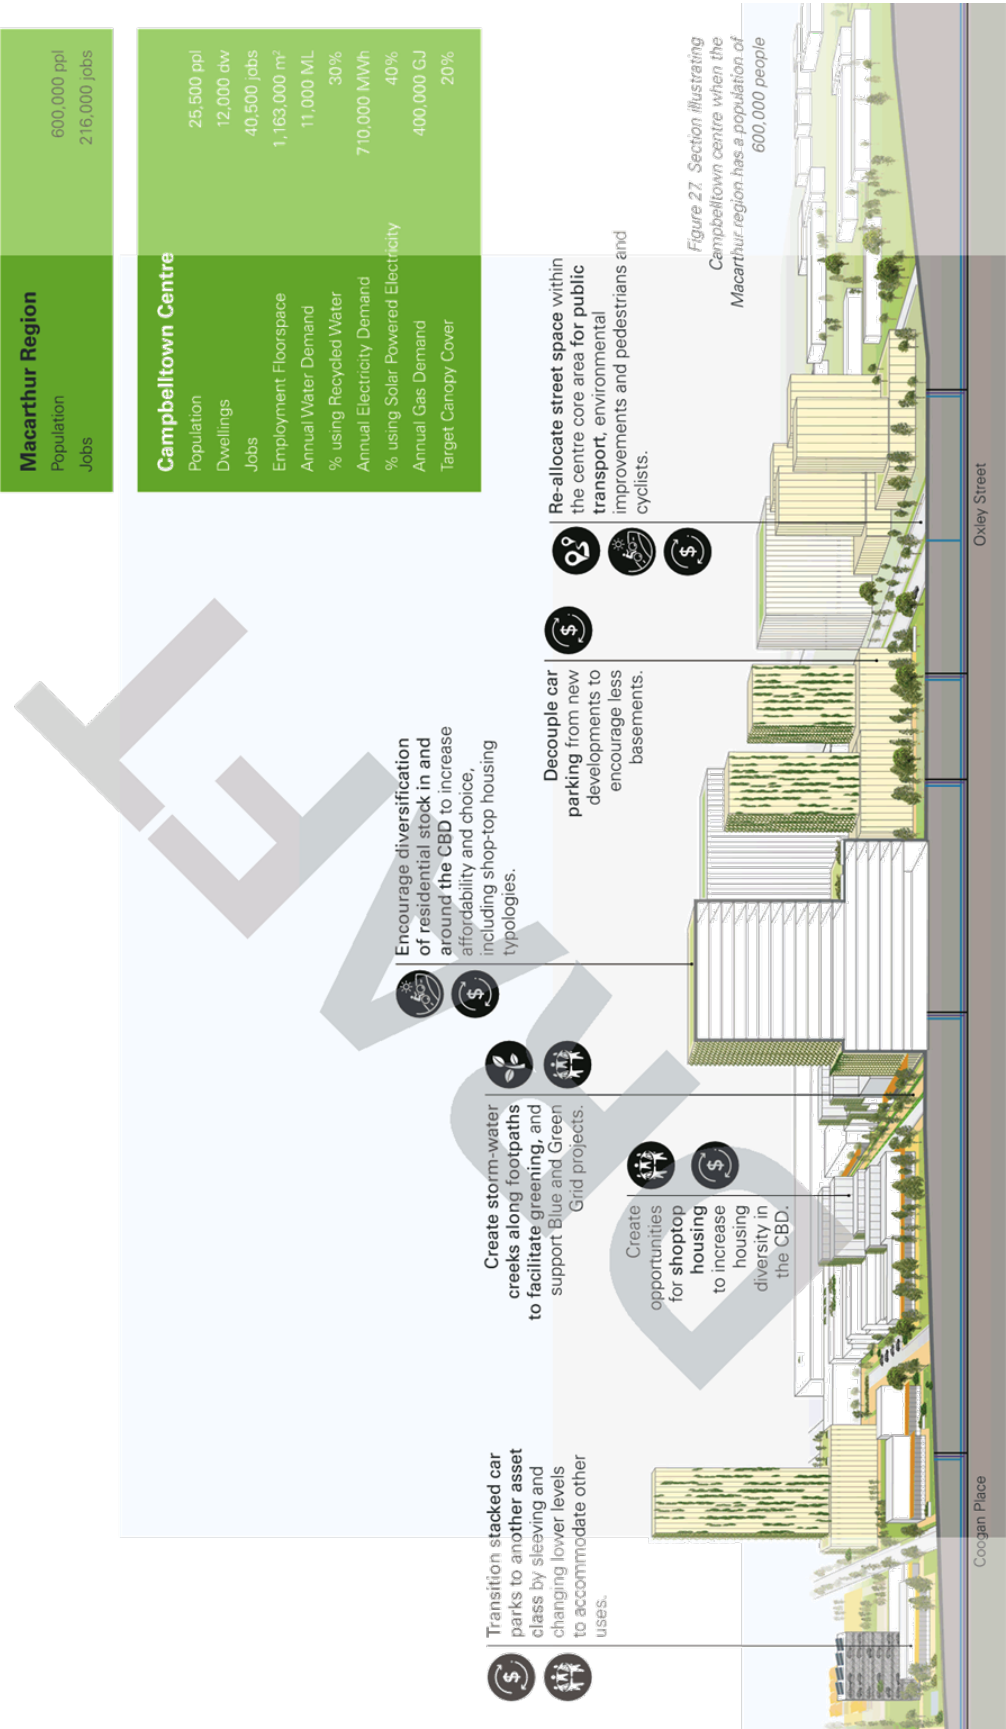 Macarthur Region
Population 600,000 ppl
Jobs 216,000 jobs
Campbelltown Centre
Population 25,500 ppl
Dwellings 12,000 dw
Jobs 40,500 jobs
Employment Floorspace 1,163,000 m²
Annual Water Demand 11,000 ML
% using Recycled Water 30%
Annual Electricity Demand 710,000 MWh
% using Solar Powered Electricity 40%
Annual Gas Demand 400,000 GJ
Target Canopy Cover 20%
Transition stacked car
parks to another asset
class by sleeving and
changing lower levels
to accommodate other
uses.
Create storm-water
creeks along footpaths
to facilitate greening, and
support Blue and Green
Grid projects.
Create
opportunities
for shoptop
housing
to increase
housing
diversity in
the CBD.
Encourage diversification
of residential stock in and
around the CBD to increase
affordability and choice,
including shop-top housing
typologies.
Decouple car
parking from new
developments to
encourage less
basements.
Re-allocate street space within
the centre core area for public
transport, environmental
improvements and pedestrians and
cyclists.
Figure 27. Section illustrating
Campbelltown centre when the
Macarthur region has a population of
600,000 people
Coogan Place
Oxley Street
DRAFT